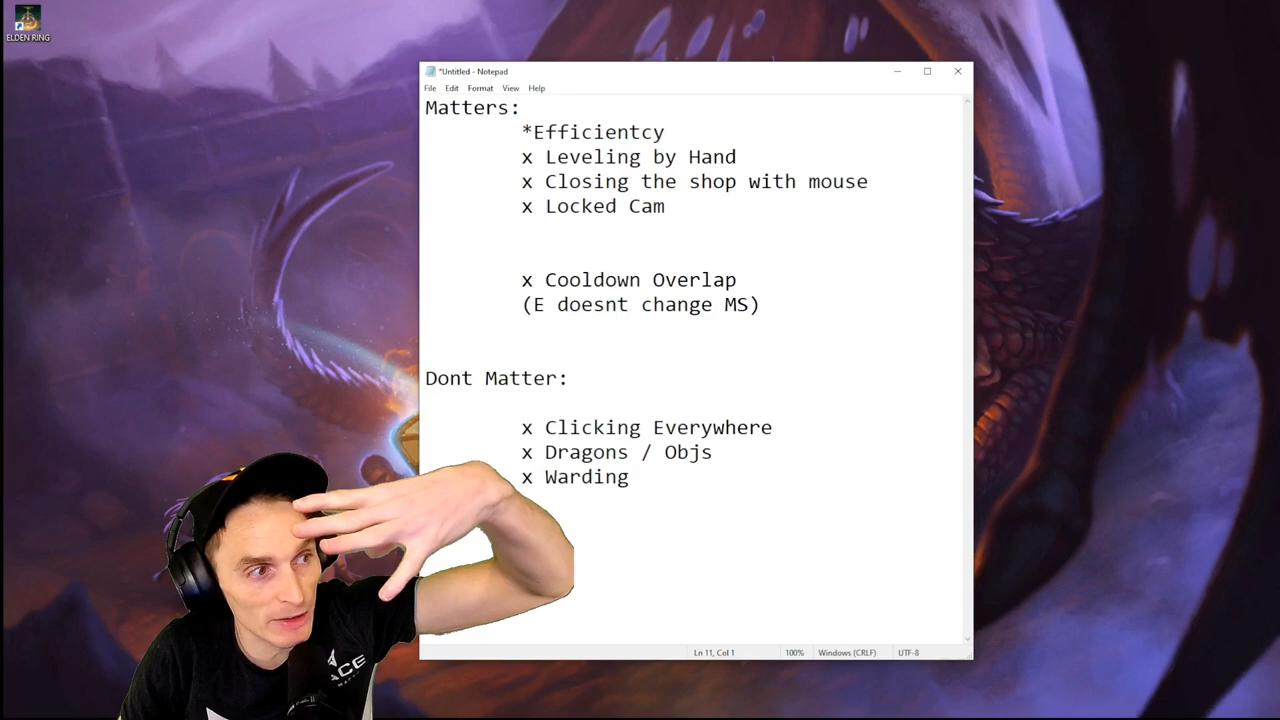 ELDEN RING
*Untitled - Notepad
File Edit Format View Help
Matters:
*Efficientcy
x Leveling by Hand
x Closing the shop with mouse
x Locked Cam
x Cooldown Overlap
(E doesnt change MS)
Dont Matter:
x Clicking Everywhere
x Dragons / Objs
x Warding
Ln 11, Col 1 100% Windows (CRLF) UTF-8